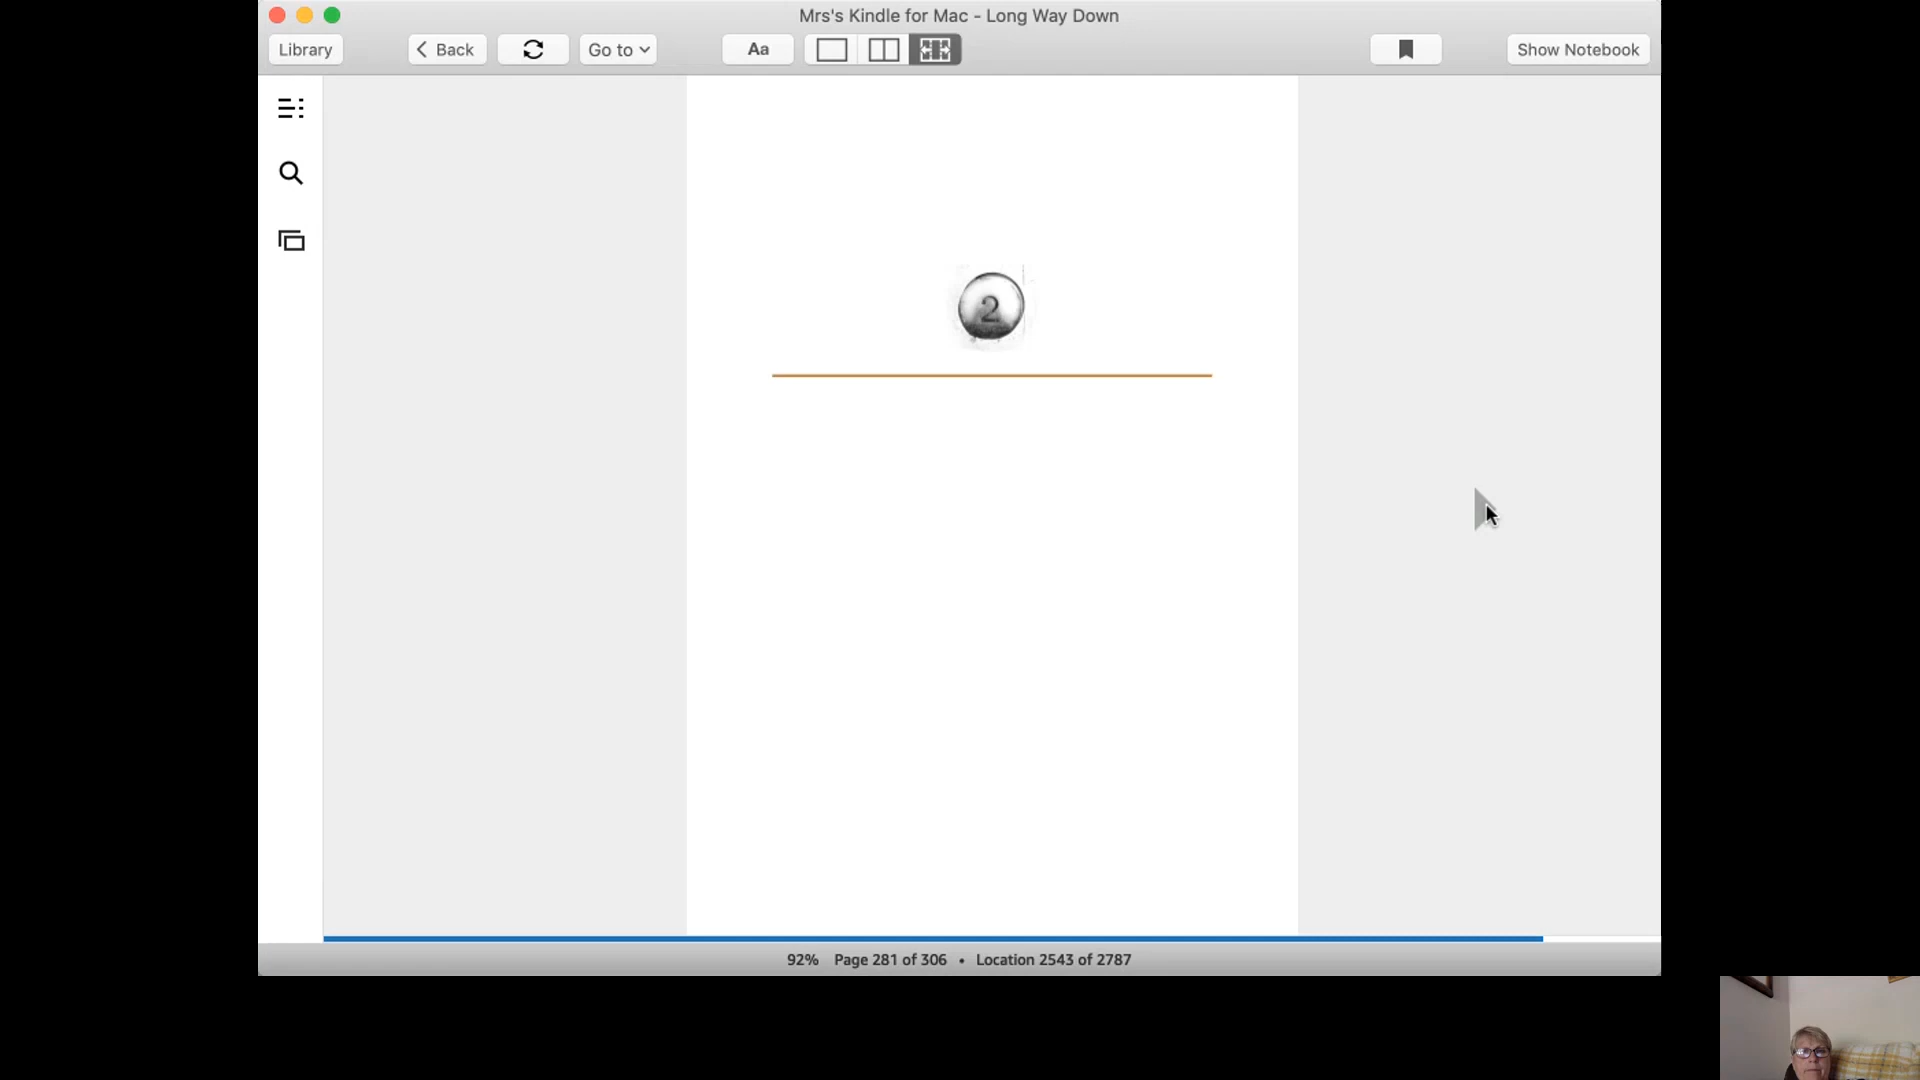 Mrs's Kindle for Mac - Long Way Down
Library
Back
Go to
Aa
Show Notebook
2
92% Page 281 of 306 • Location 2543 of 2787